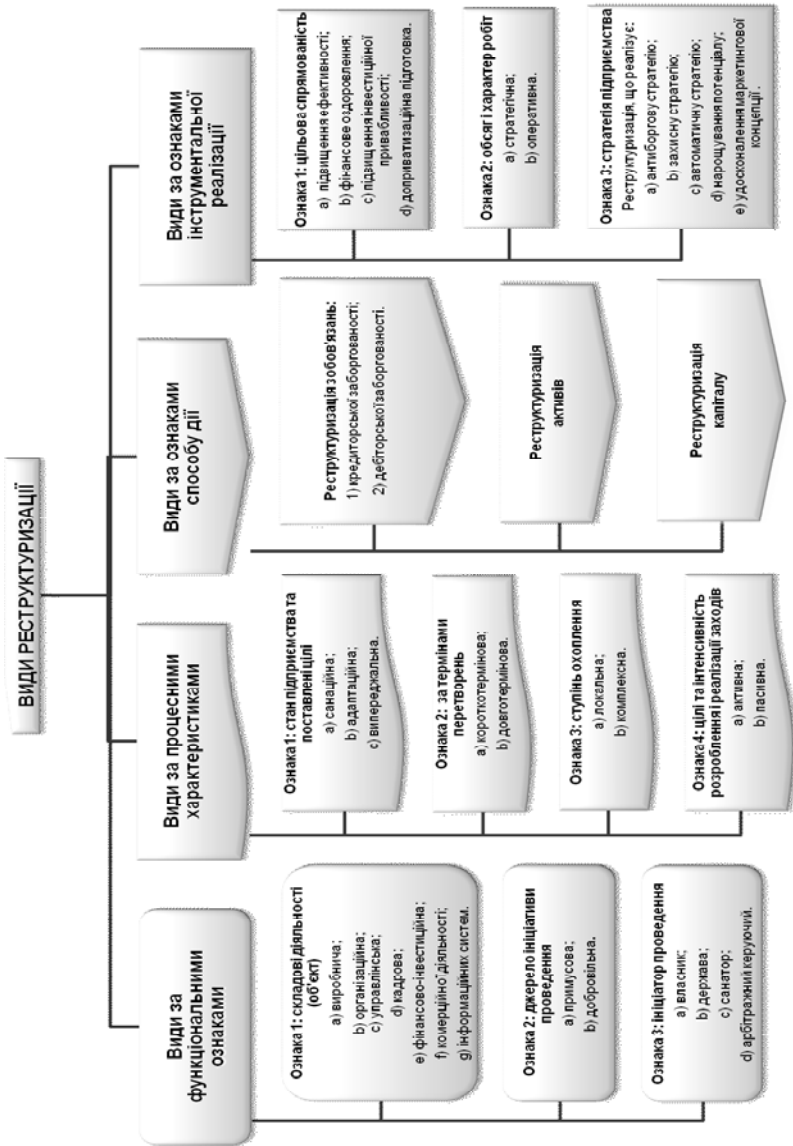 ВИДИ РЕСТРУКТУРИЗАЦІЇ
Види за
функціональними
ознаками
Ознака 1: складові діяльності
(об'єкт)
a) виробнича;
b) організаційна;
c) управлінська;
d) кадрова;
e) фінансово-інвестиційна;
f) комерційної діяльності;
g) інформаційних систем.
Ознака 2: джерело ініціативи
проведення
a) примусова;
b) добровільна.
Ознака 3: ініціатор проведення
a) власник;
b) держава;
c) санатор;
d) арбітражний керуючий.
Види за процесними
характеристиками
Ознака 1: стан підприємства та
поставлені цілі
a) санаційна;
b) адаптаційна;
c) випереджальна.
Ознака 2: за термінами
перетворень
a) короткотермінова;
b) довготермінова.
Ознака 3: ступінь охоплення
a) локальна;
b) комплексна.
Ознака 4: цілі та інтенсивність
розроблення і реалізації заходів
a) активна;
b) пасивна.
Види за ознаками
способу дії
Реструктуризація зобов'язань:
1) кредиторської заборгованості;
2) дебіторської заборгованості.
Реструктуризація
активів
Реструктуризація
капіталу
Види за ознаками
інструментальної
реалізації
Ознака 1: цільова спрямованість
a) підвищення ефективності;
b) фінансове оздоровлення;
c) підвищення інвестиційної
привабливості;
d) доприватизаційна підготовка.
Ознака 2: обсяг і характер робіт
a) стратегічна;
b) оперативна.
Ознака 3: стратегія підприємства
Реструктуризація, що реалізує:
a) антиборгову стратегію;
b) захисну стратегію;
c) автоматичну стратегію;
d) нарощування потенціалу;
e) удосконалення маркетингової
концепції.